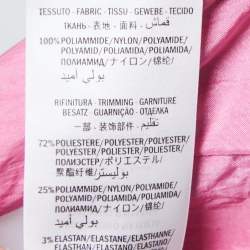 TESSUTO - FABRIC - TISSU - GEWEBE - TECIDO
ТКАНЬ - 表地 - 面料 - قماش
100% POLIAMMIDE/NYLON/POLYAMIDE/
POLYAMID/POLIAMIDA/POLIAMIDA/
ПОЛИАМИД/ナイロン/锦纶/
بولي أميد
RIFINITURA - TRIMMING - GARNITURE
BESATZ - GUARNIÇÃO - ОТДЕЛКА
一部 - 装饰部件 - تقليم
72% POLIESTERE/POLYESTER/POLYESTER/
POLYESTER/POLIESTER/POLIÉSTER/
ПОЛИЭСТЕР/ポリエステル/
聚酯纤维/بوليستر
25% POLIAMMIDE/NYLON/POLYAMIDE/
POLYAMID/POLIAMIDA/POLIAMIDA/
ПОЛИАМИД/ナイロン/锦纶/
بولي أميد
3% ELASTAN/ELASTANE/ELASTHANNE/